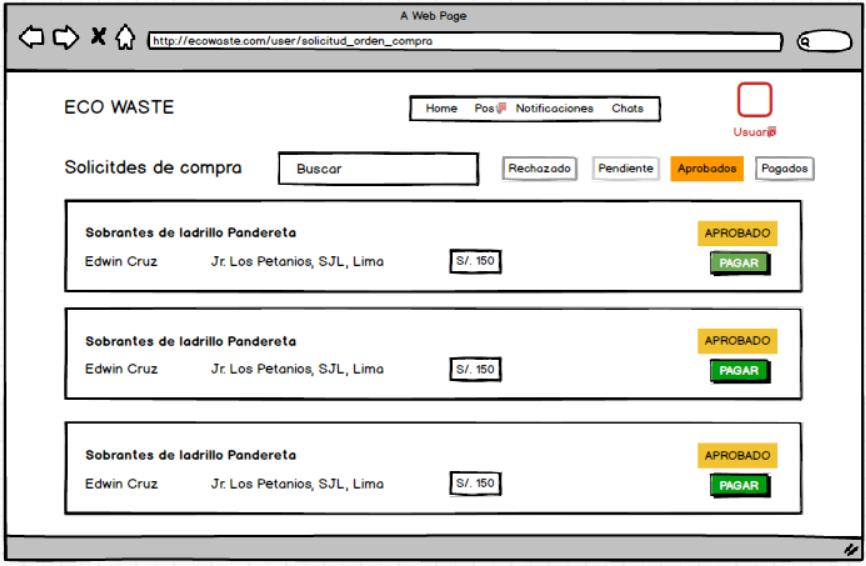 A Web Page
http://ecowaste.com/user/solicitud_orden_compra
ECO WASTE
Home Pos Notificaciones Chats
Usuario
Solicitdes de compra
Buscar
Rechazado Pendiente Aprobados Pagados
Sobrantes de ladrillo Pandereta
APROBADO
Edwin Cruz Jr. Los Petanios, SJL, Lima S/. 150 PAGAR
Sobrantes de ladrillo Pandereta
APROBADO
Edwin Cruz Jr. Los Petanios, SJL, Lima S/. 150 PAGAR
Sobrantes de ladrillo Pandereta
APROBADO
Edwin Cruz Jr. Los Petanios, SJL, Lima S/. 150 PAGAR